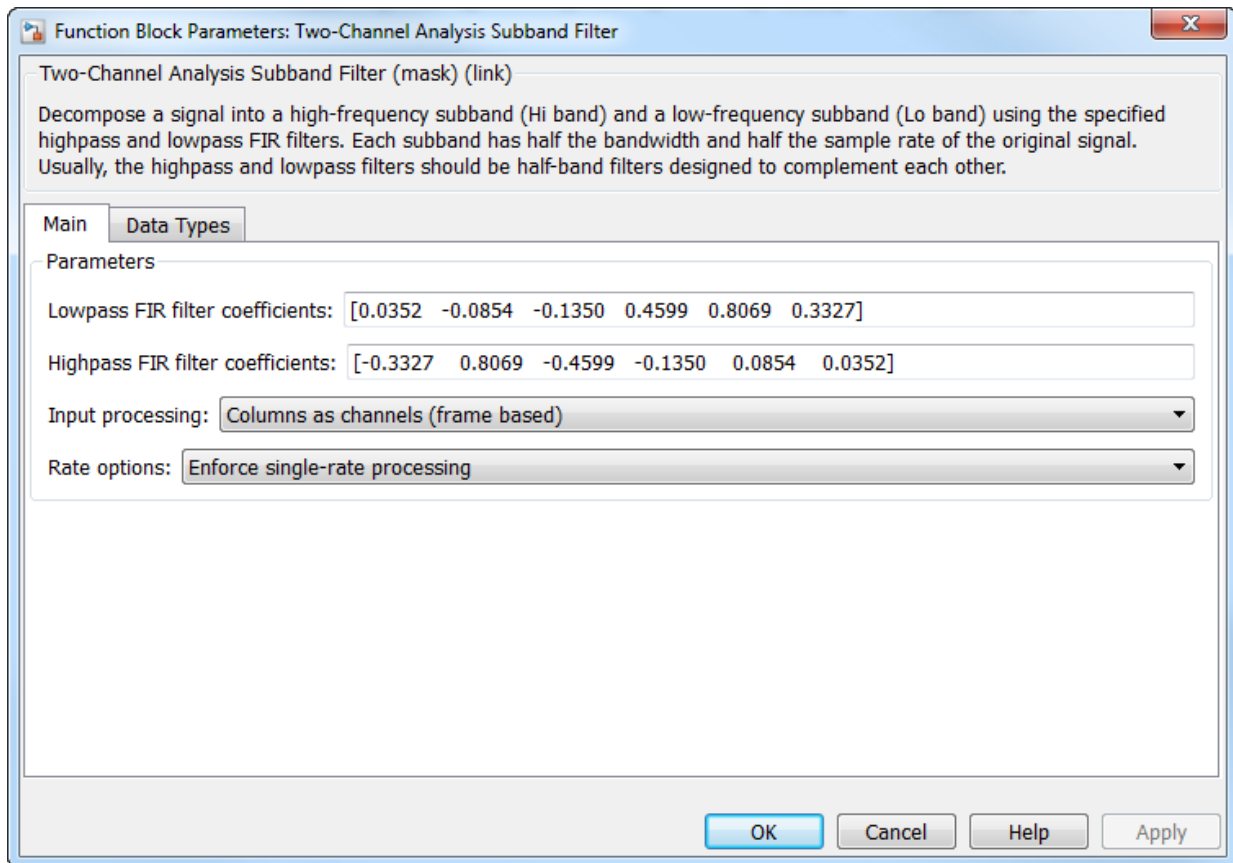 Function Block Parameters: Two-Channel Analysis Subband Filter
Two-Channel Analysis Subband Filter (mask) (link)
Decompose a signal into a high-frequency subband (Hi band) and a low-frequency subband (Lo band) using the specified
highpass and lowpass FIR filters. Each subband has half the bandwidth and half the sample rate of the original signal.
Usually, the highpass and lowpass filters should be half-band filters designed to complement each other.
Main Data Types
Parameters
Lowpass FIR filter coefficients: [0.0352 -0.0854 -0.1350 0.4599 0.8069 0.3327]
Highpass FIR filter coefficients: [-0.3327 0.8069 -0.4599 -0.1350 0.0854 0.0352]
Input processing: Columns as channels (frame based)
Rate options: Enforce single-rate processing
OK Cancel Help Apply